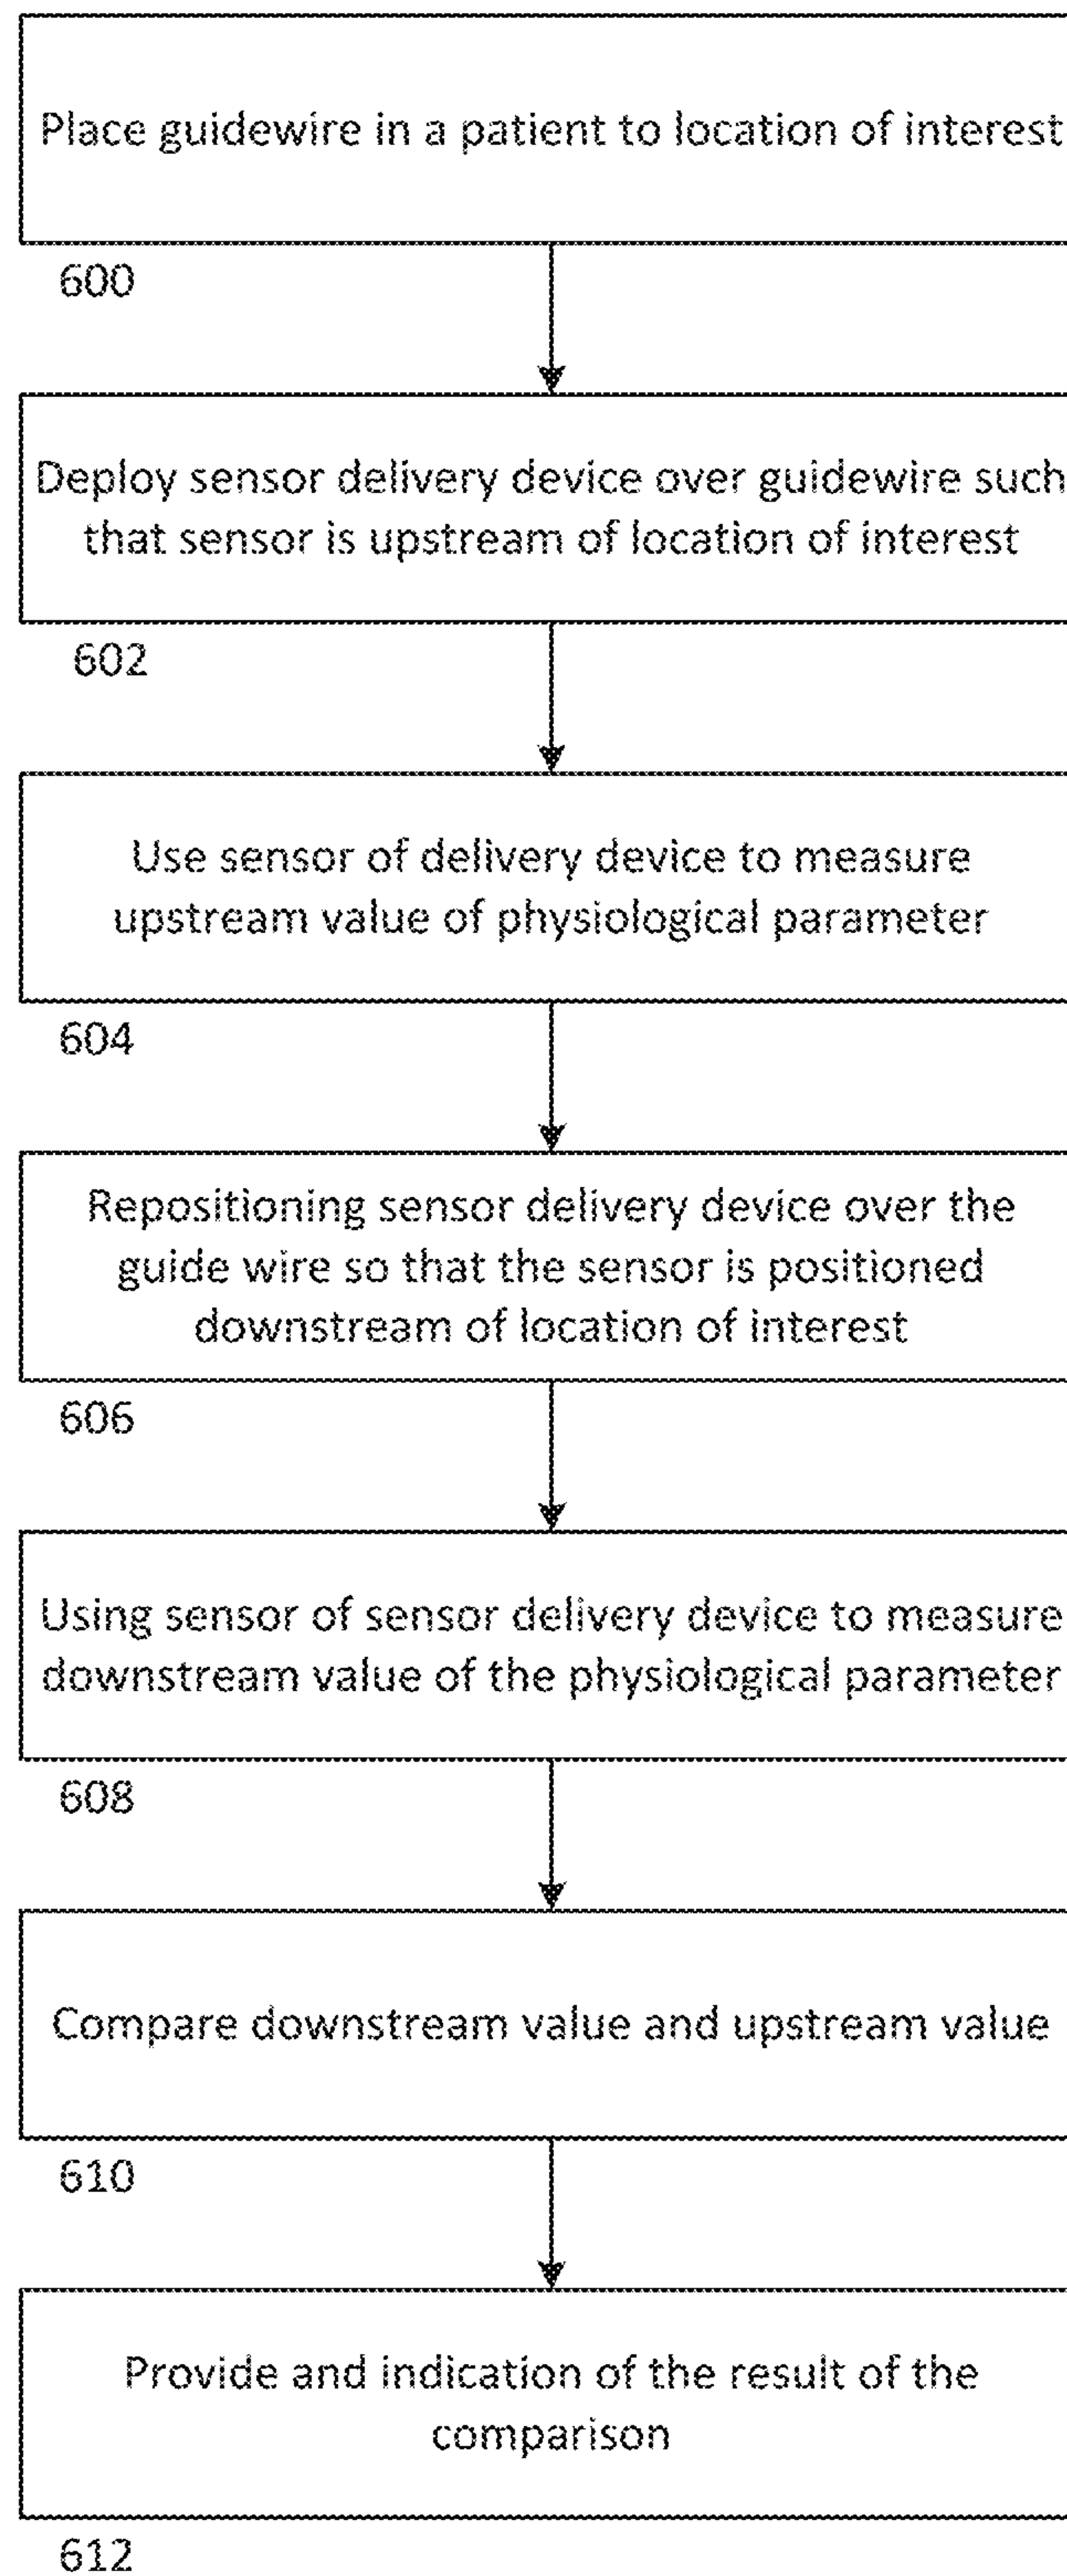 Place guidewire in a patient to location of interest
600
Deploy sensor delivery device over guidewire such
that sensor is upstream of location of interest
602
Use sensor of delivery device to measure
upstream value of physiological parameter
604
Repositioning sensor delivery device over the
guide wire so that the sensor is positioned
downstream of location of interest
606
Using sensor of sensor delivery device to measure
downstream value of the physiological parameter
608
Compare downstream value and upstream value
610
Provide and indication of the result of the
comparison
612